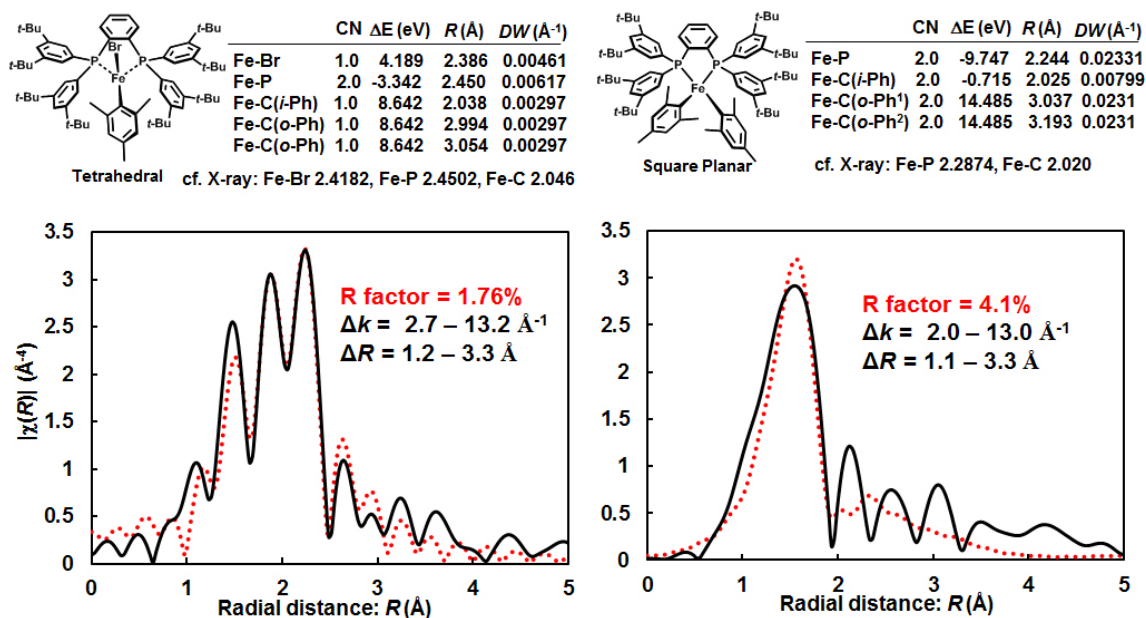 CN ΔE (eV) R (Å) DW (Å⁻¹)
Fe-Br 1.0 4.189 2.386 0.00461
Fe-P 2.0 -3.342 2.450 0.00617
Fe-C(i-Ph) 1.0 8.642 2.038 0.00297
Fe-C(o-Ph) 1.0 8.642 2.994 0.00297
Fe-C(o-Ph) 1.0 8.642 3.054 0.00297
t-Bu
t-Bu
Br
t-Bu
t-Bu
P
P
Fe
t-Bu
t-Bu
t-Bu
t-Bu
Tetrahedral
cf. X-ray: Fe-Br 2.4182, Fe-P 2.4502, Fe-C 2.046
CN ΔE (eV) R (Å) DW (Å⁻¹)
Fe-P 2.0 -9.747 2.244 0.02331
Fe-C(i-Ph) 2.0 -0.715 2.025 0.00799
Fe-C(o-Ph¹) 2.0 14.485 3.037 0.0231
Fe-C(o-Ph²) 2.0 14.485 3.193 0.0231
t-Bu
t-Bu
t-Bu
t-Bu
P
P
Fe
t-Bu
t-Bu
t-Bu
t-Bu
Square Planar
cf. X-ray: Fe-P 2.2874, Fe-C 2.020
|χ(R)| (Å⁻⁴)
3.5
3
2.5
2
1.5
1
0.5
0
R factor = 1.76%
Δk = 2.7 – 13.2 Å⁻¹
ΔR = 1.2 – 3.3 Å
0 1 2 3 4 5
Radial distance: R (Å)
3.5
3
2.5
2
1.5
1
0.5
0
R factor = 4.1%
Δk = 2.0 – 13.0 Å⁻¹
ΔR = 1.1 – 3.3 Å
0 1 2 3 4 5
Radial distance: R (Å)